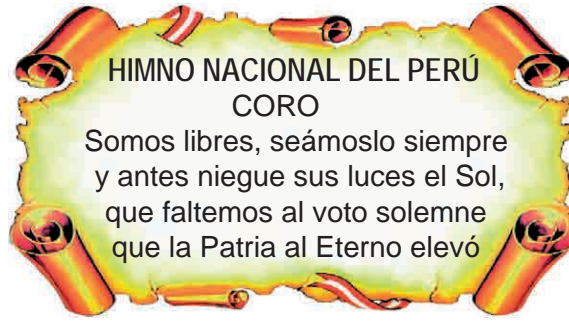 HIMNO NACIONAL DEL PERÚ
CORO
Somos libres, seámoslo siempre
y antes niegue sus luces el Sol,
que faltemos al voto solemne
que la Patria al Eterno elevó